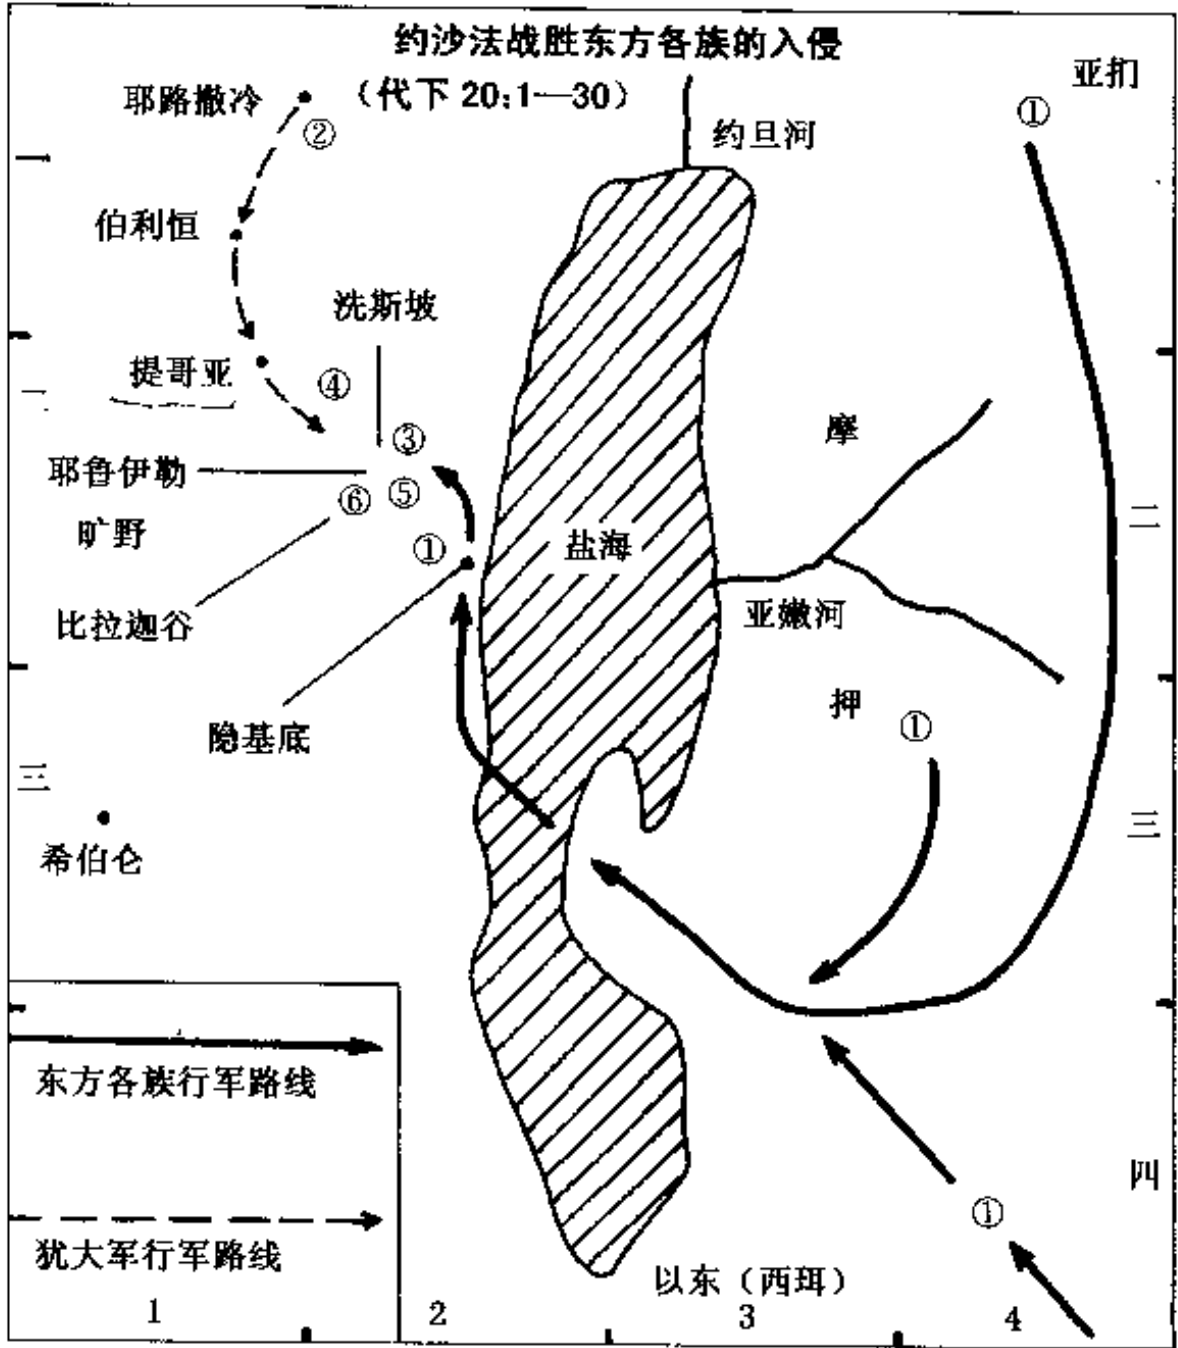 约沙法战胜东方各族的入侵
（代下 20:1—30）
亚扪
①
耶路撒冷
②
约旦河
伯利恒
洗斯坡
提哥亚
④
摩
③
耶鲁伊勒
⑥
⑤
旷野
二
①
盐海
比拉迦谷
亚嫩河
押
①
隐基底
三
三
希伯仑
东方各族行军路线
四
①
犹大军行军路线
以东（西珥）
1
2
3
4